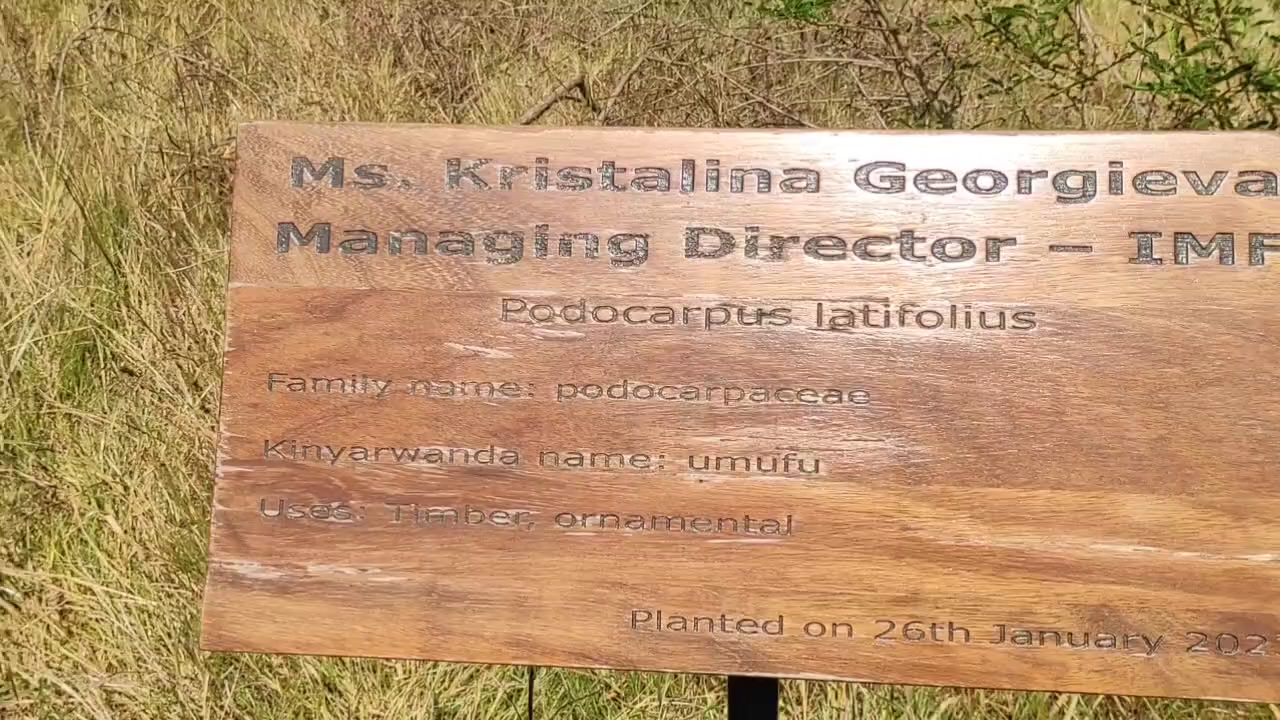 Ms. Kristalina Georgieva
Managing Director – IMF
Podocarpus latifolius
Family name: podocarpaceae
Kinyarwanda name: umufu
Uses: Timber, ornamental
Planted on 26th January 202